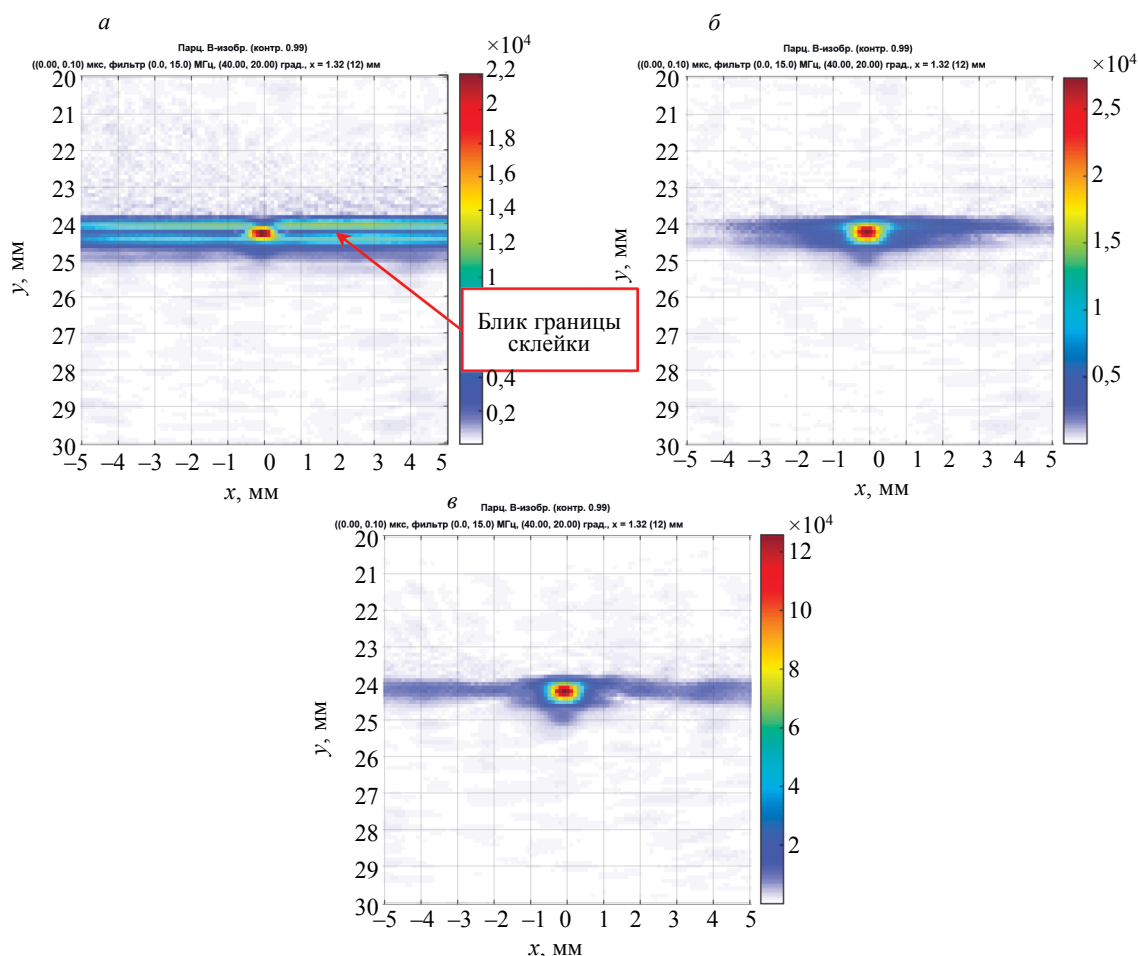 а
Парц. В-изобр. (контр. 0.99)
((0.00, 0.10) мкс, фильтр (0.0, 15.0) МГц, (40.00, 20.00) град., x = 1.32 (12) мм
×10⁴
20
21
22
23
24
25
26
27
28
29
30
y, мм
–5 –4 –3 –2 –1 0 1 2 3 4 5
x, мм
2,2
2
1,8
1,6
1,4
1,2
1
0,4
0,2
Блик границы
склейки
б
Парц. В-изобр. (контр. 0.99)
((0.00, 0.10) мкс, фильтр (0.0, 15.0) МГц, (40.00, 20.00) град., x = 1.32 (12) мм
×10⁴
20
21
22
23
24
25
26
27
28
29
30
y, мм
–5 –4 –3 –2 –1 0 1 2 3 4 5
x, мм
2,5
2
1,5
1
0,5
в
Парц. В-изобр. (контр. 0.99)
((0.00, 0.10) мкс, фильтр (0.0, 15.0) МГц, (40.00, 20.00) град., x = 1.32 (12) мм
×10⁴
20
21
22
23
24
25
26
27
28
29
30
y, мм
–5 –4 –3 –2 –1 0 1 2 3 4 5
x, мм
12
10
8
6
4
2